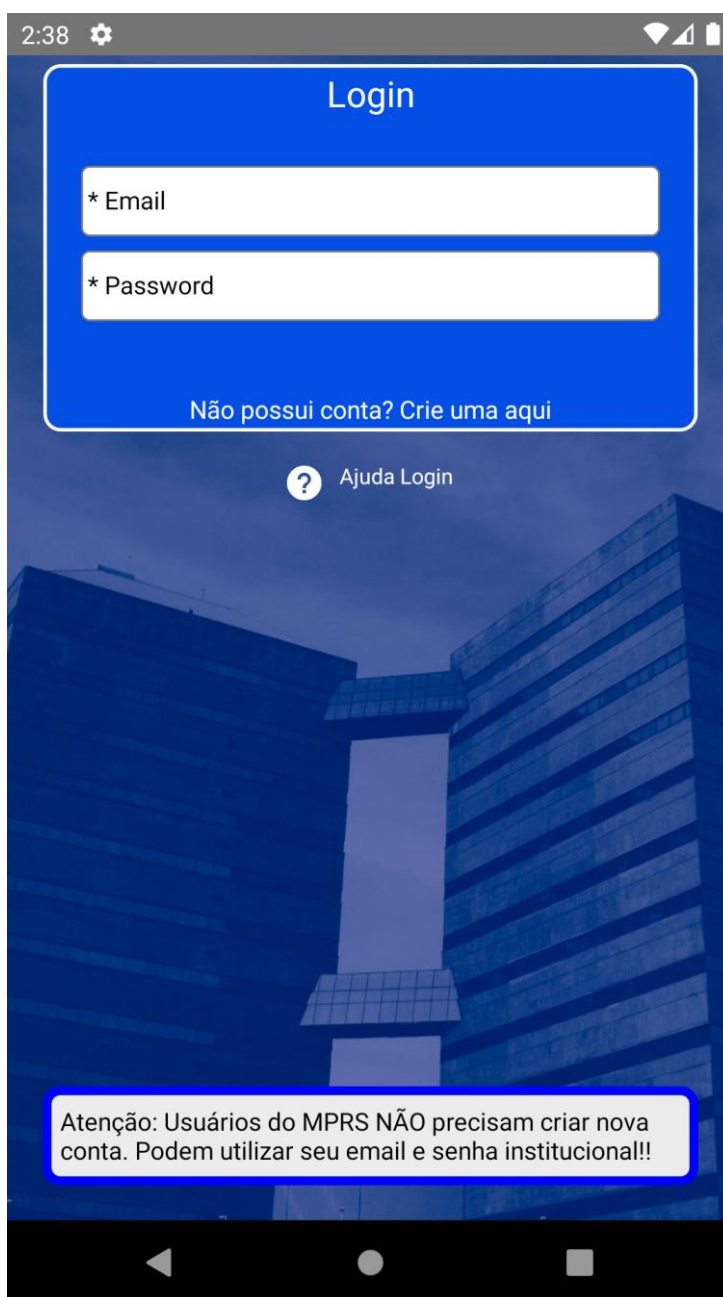 2:38
Login
* Email
* Password
Não possui conta? Crie uma aqui
? Ajuda Login
Atenção: Usuários do MPRS NÃO precisam criar nova
conta. Podem utilizar seu email e senha institucional!!